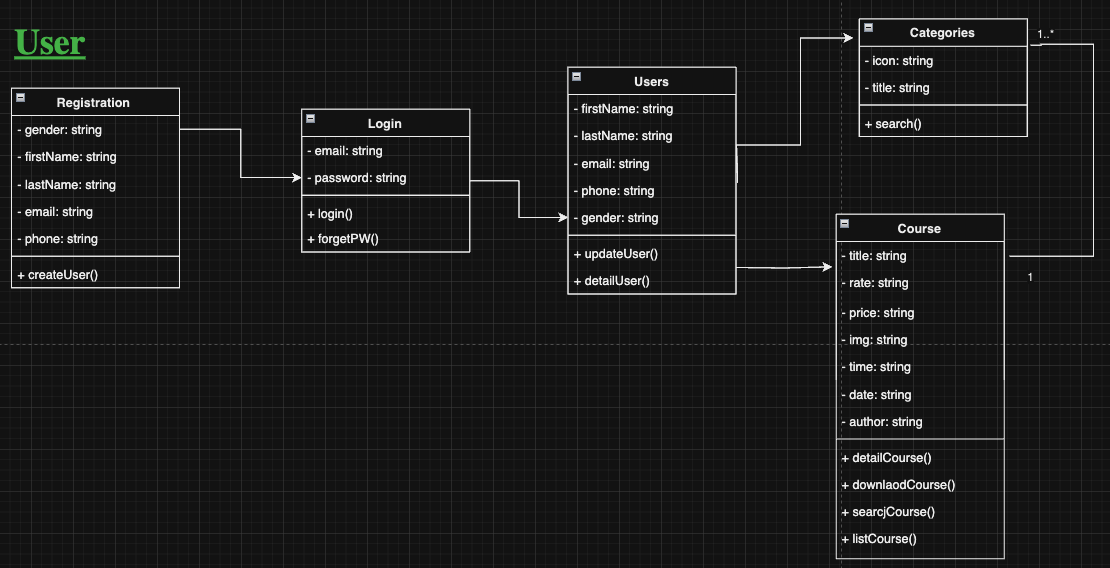 User
Registration
- gender: string
- firstName: string
- lastName: string
- email: string
- phone: string
+ createUser()
Login
- email: string
- password: string
+ login()
+ forgetPW()
Users
- firstName: string
- lastName: string
- email: string
- phone: string
- gender: string
+ updateUser()
+ detailUser()
Categories
- icon: string
- title: string
+ search()
1..*
Course
- title: string
- rate: string
- price: string
- img: string
- time: string
- date: string
- author: string
+ detailCourse()
+ downlaodCourse()
+ searcjCourse()
+ listCourse()
1